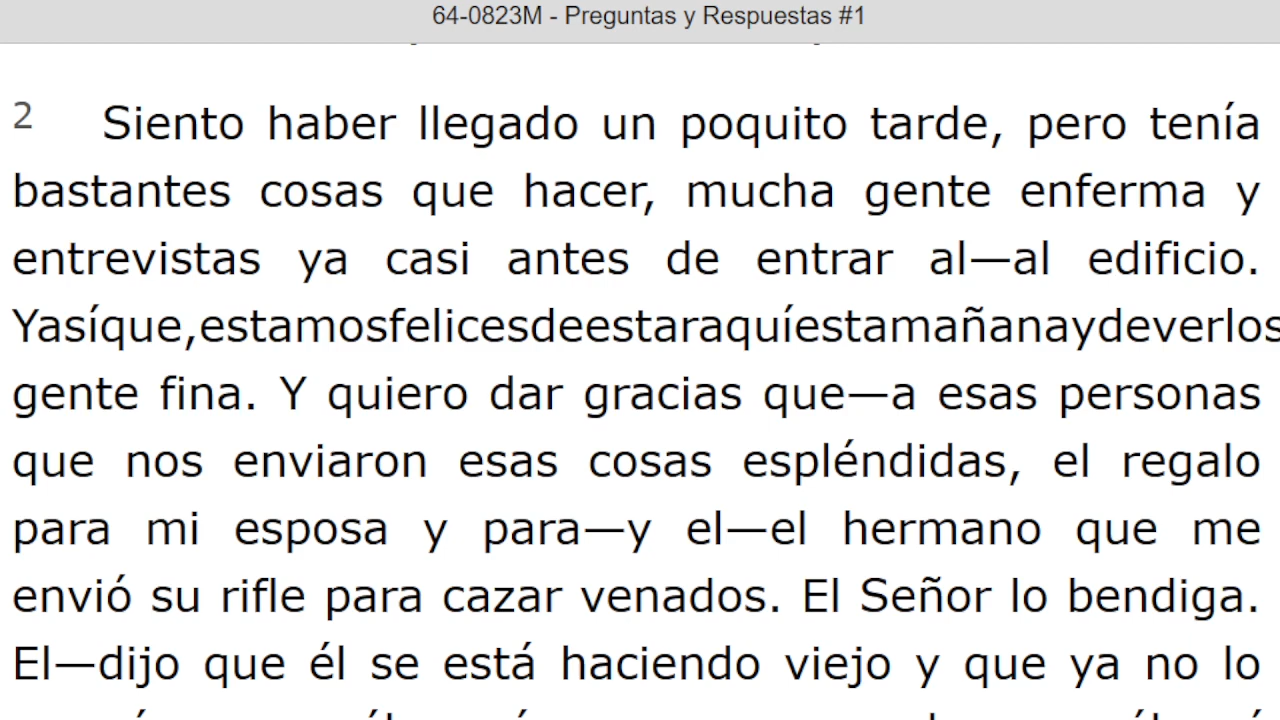 64-0823M - Preguntas y Respuestas #1
2 Siento haber llegado un poquito tarde, pero tenía
bastantes cosas que hacer, mucha gente enferma y
entrevistas ya casi antes de entrar al—al edificio.
Yasíque,estamosfelicesdeestaraquíestamañanaydeverlos
gente fina. Y quiero dar gracias que—a esas personas
que nos enviaron esas cosas espléndidas, el regalo
para mi esposa y para—y el—el hermano que me
envió su rifle para cazar venados. El Señor lo bendiga.
El—dijo que él se está haciendo viejo y que ya no lo